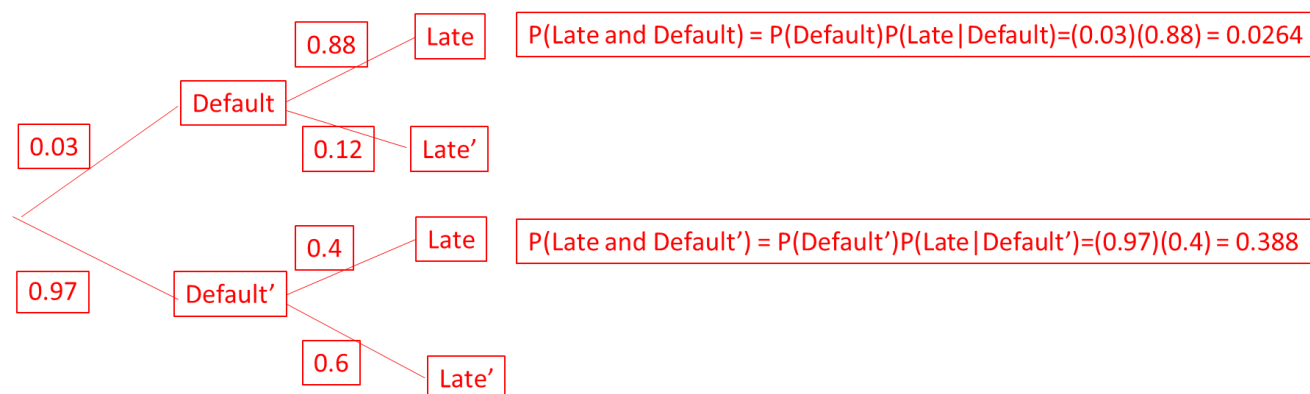 0.88
Late
P(Late and Default) = P(Default)P(Late|Default)=(0.03)(0.88) = 0.0264
Default
0.03
0.12
Late’
0.4
Late
P(Late and Default’) = P(Default’)P(Late|Default’)=(0.97)(0.4) = 0.388
0.97
Default’
0.6
Late’